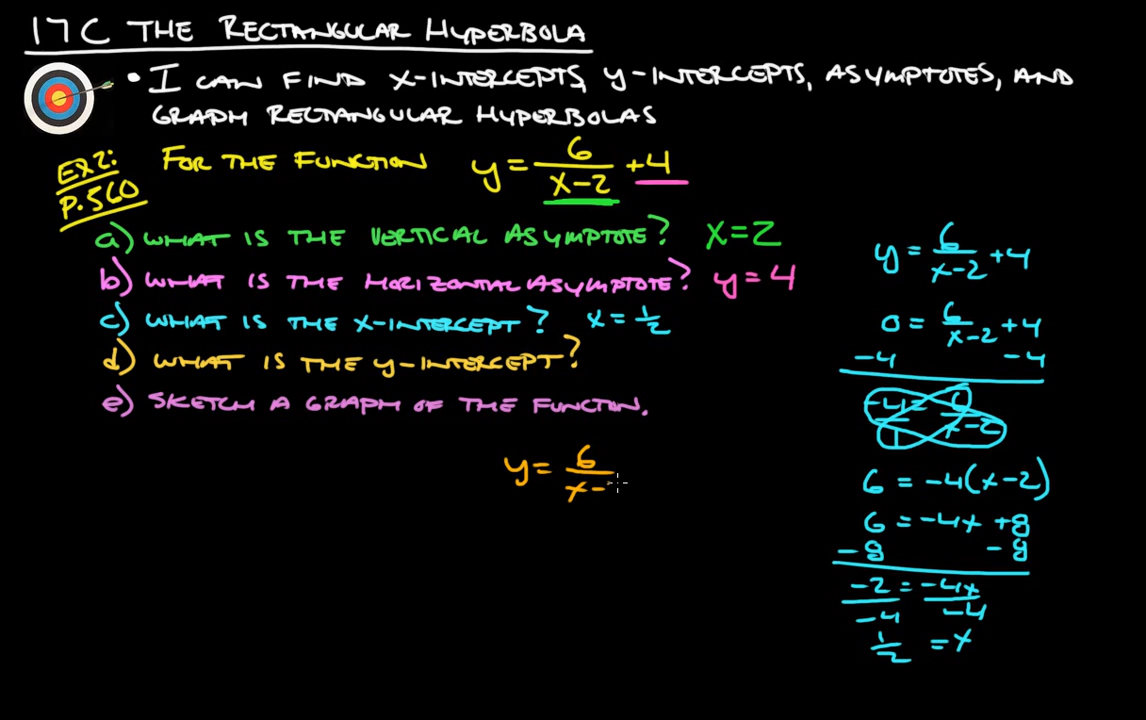 17C THE RECTANGULAR HYPERBOLA
• I CAN FIND X-INTERCEPTS, Y-INTERCEPTS, ASYMPTOTES, AND
GRAPH RECTANGULAR HYPERBOLAS
EX 2:
P.560
FOR THE FUNCTION y = 6/(x-2) +4
a) WHAT IS THE VERTICAL ASYMPTOTE? x=2
b) WHAT IS THE HORIZONTAL ASYMPTOTE? y=4
c) WHAT IS THE X-INTERCEPT? x=1/2
d) WHAT IS THE Y-INTERCEPT?
e) SKETCH A GRAPH OF THE FUNCTON.
y= 6/(x-
y = 6/(x-2) +4
0 = 6/(x-2) +4
-4 -4
-4/1 = 6/(x-2)
6 = -4(x-2)
6 = -4x +8
-8 -8
-2/-4 = -4x/-4
1/2 = x